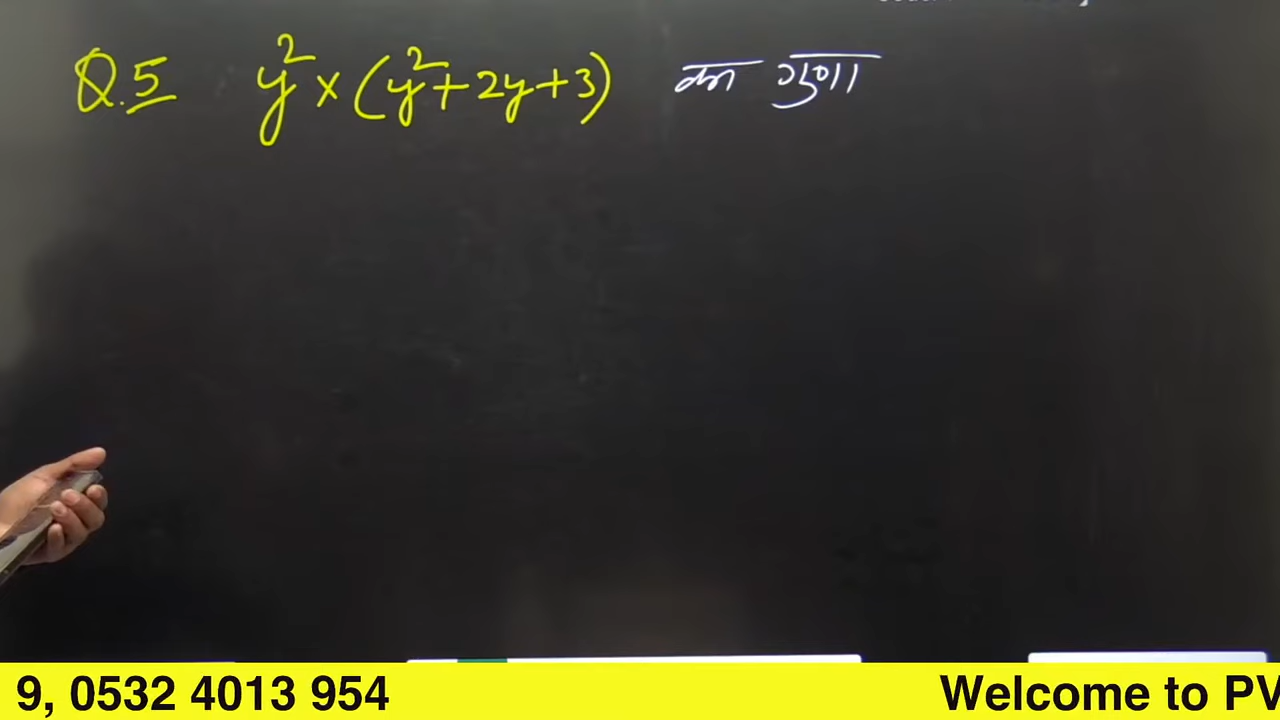 Q.5 y² × (y² + 2y + 3) का गुणा
9, 0532 4013 954 Welcome to PV